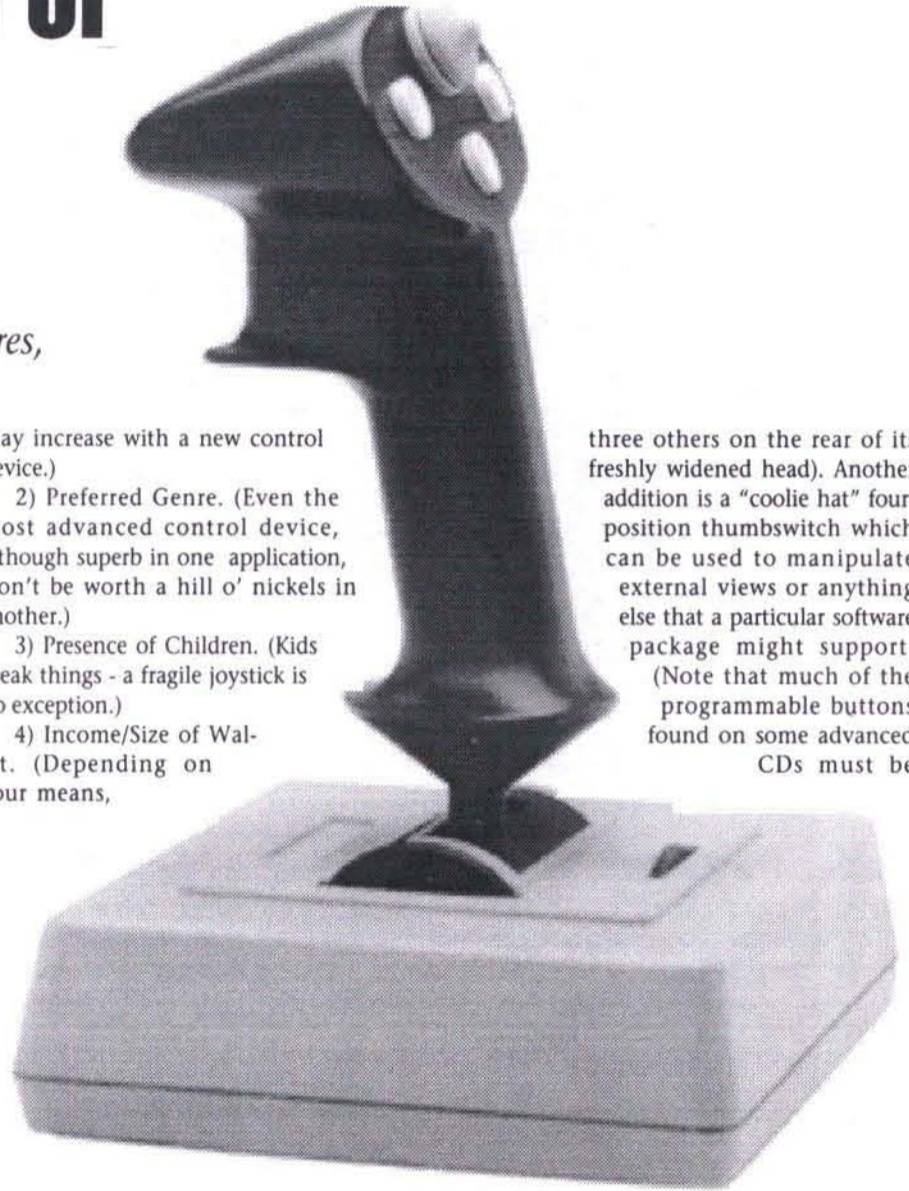 or
res,
ay increase with a new control
evice.)
2) Preferred Genre. (Even the
ost advanced control device,
though superb in one application,
on't be worth a hill o' nickels in
nother.)
3) Presence of Children. (Kids
eak things - a fragile joystick is
o exception.)
4) Income/Size of Wal-
t. (Depending on
our means,
three others on the rear of it
freshly widened head). Another
addition is a "coolie hat" four
position thumbswitch which
can be used to manipulate
external views or anything
else that a particular software
package might support
(Note that much of the
programmable buttons
found on some advanced
CDs must be